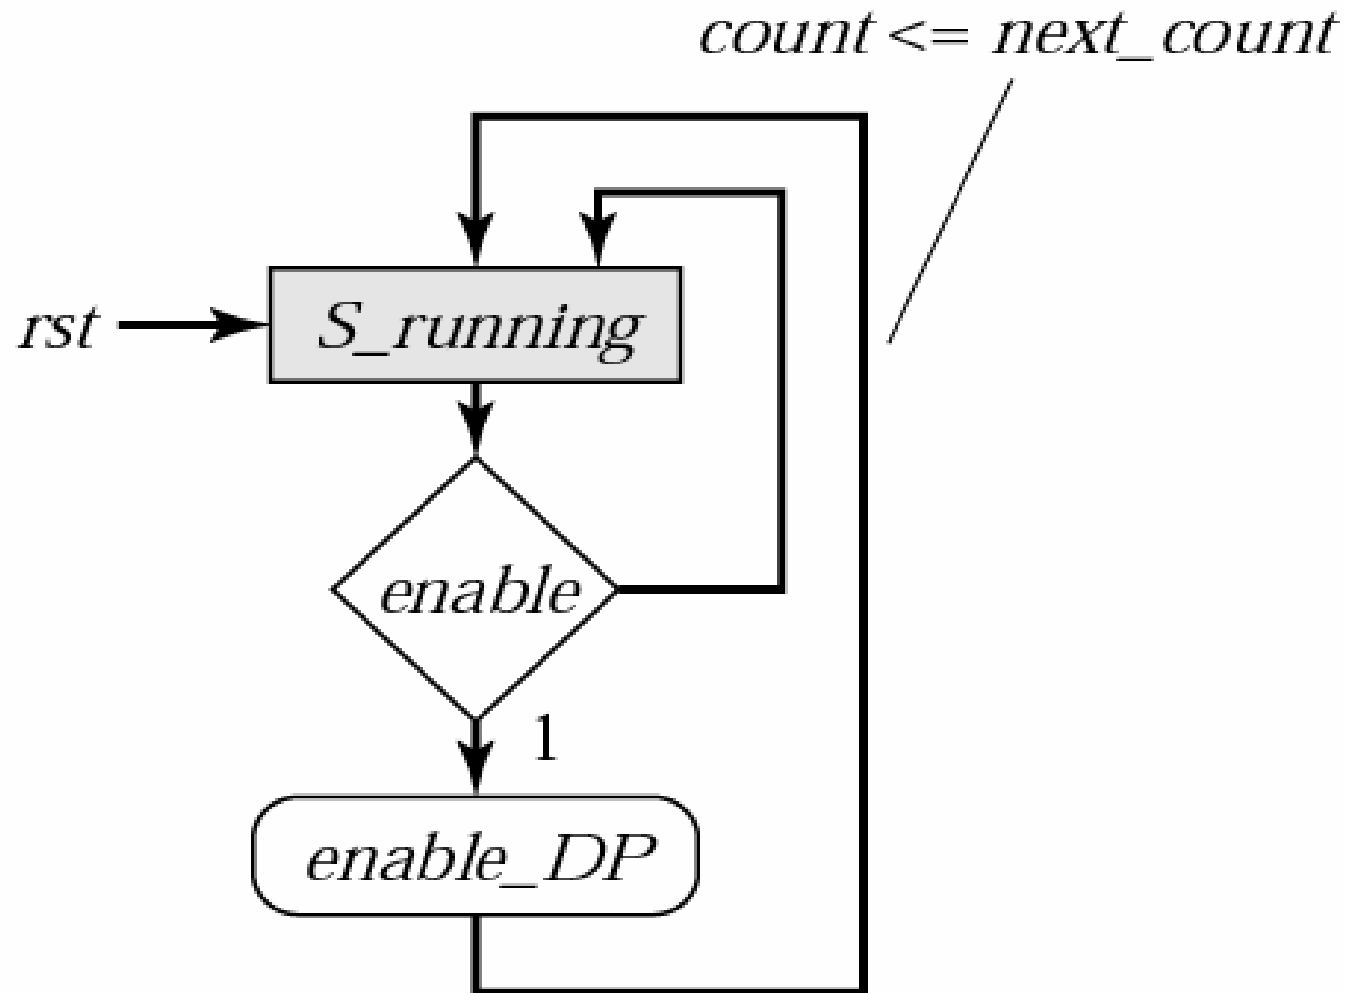 count <= next_count
rst
S_running
enable
1
enable_DP